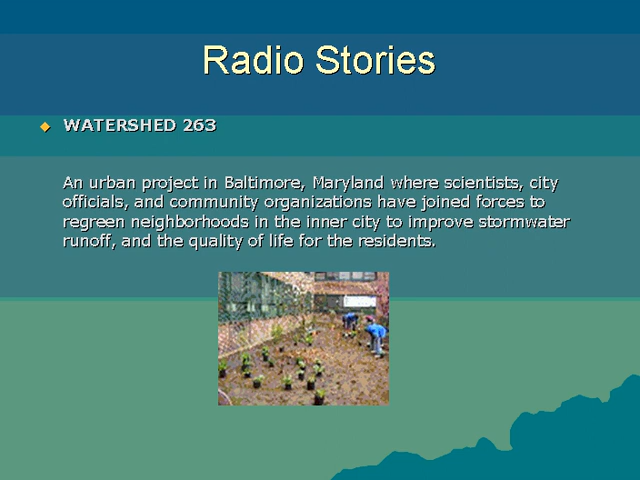 Radio Stories
WATERSHED 263
An urban project in Baltimore, Maryland where scientists, city
officials, and community organizations have joined forces to
regreen neighborhoods in the inner city to improve stormwater
runoff, and the quality of life for the residents.